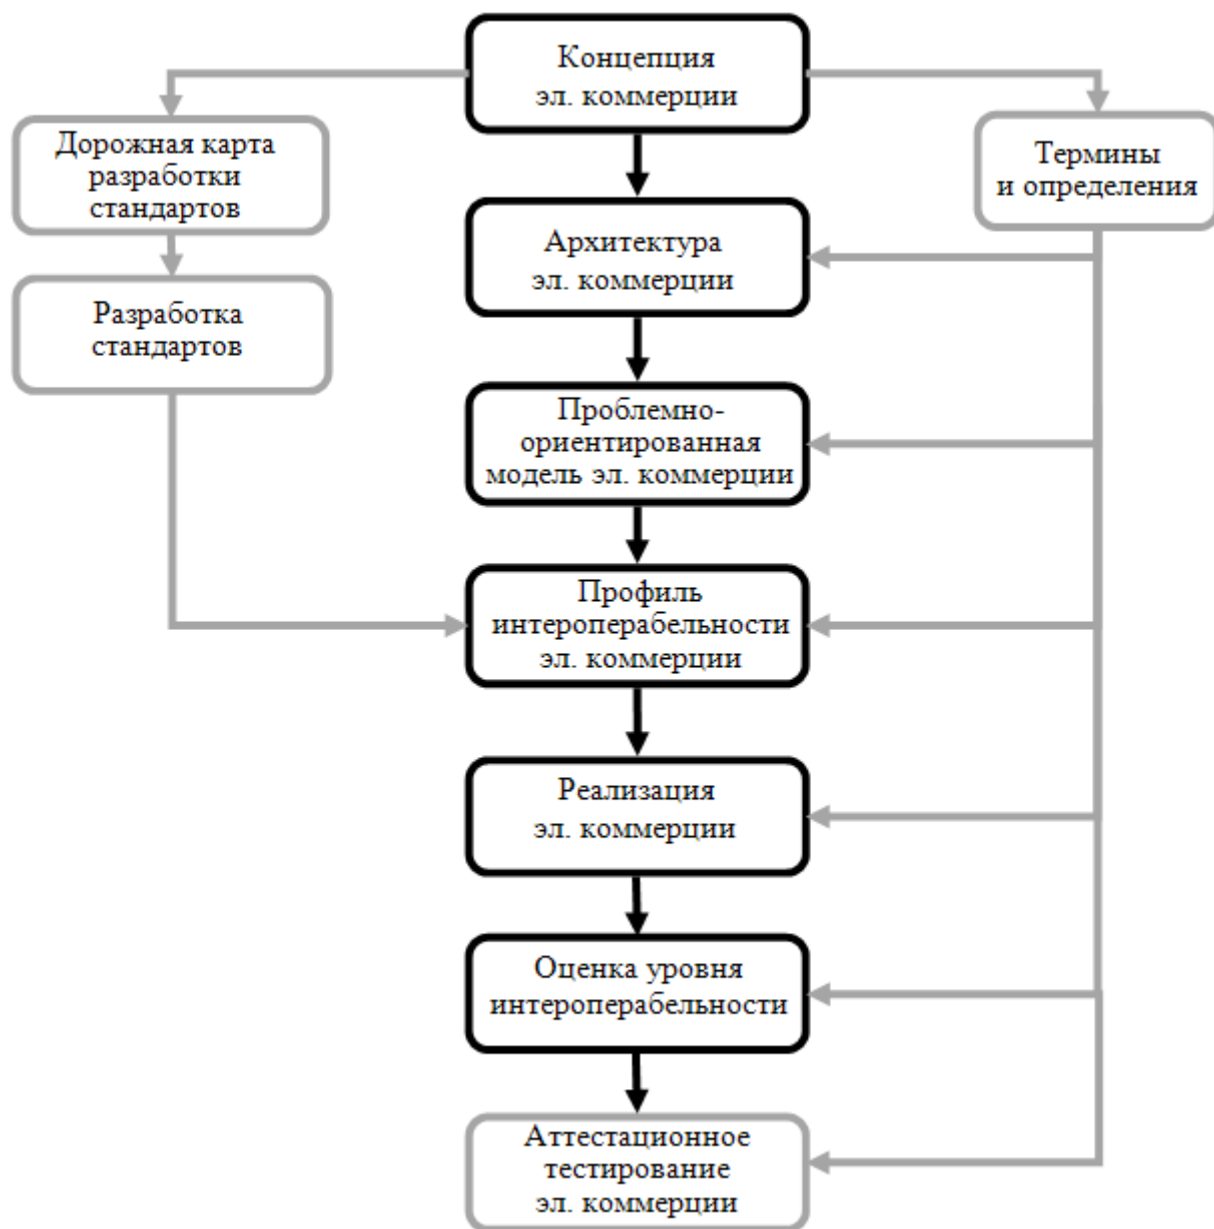 Концепция
эл. коммерции
Дорожная карта
разработки
стандартов
Термины
и определения
Архитектура
эл. коммерции
Разработка
стандартов
Проблемно-
ориентированная
модель эл. коммерции
Профиль
интероперабельности
эл. коммерции
Реализация
эл. коммерции
Оценка уровня
интероперабельности
Аттестационное
тестирование
эл. коммерции